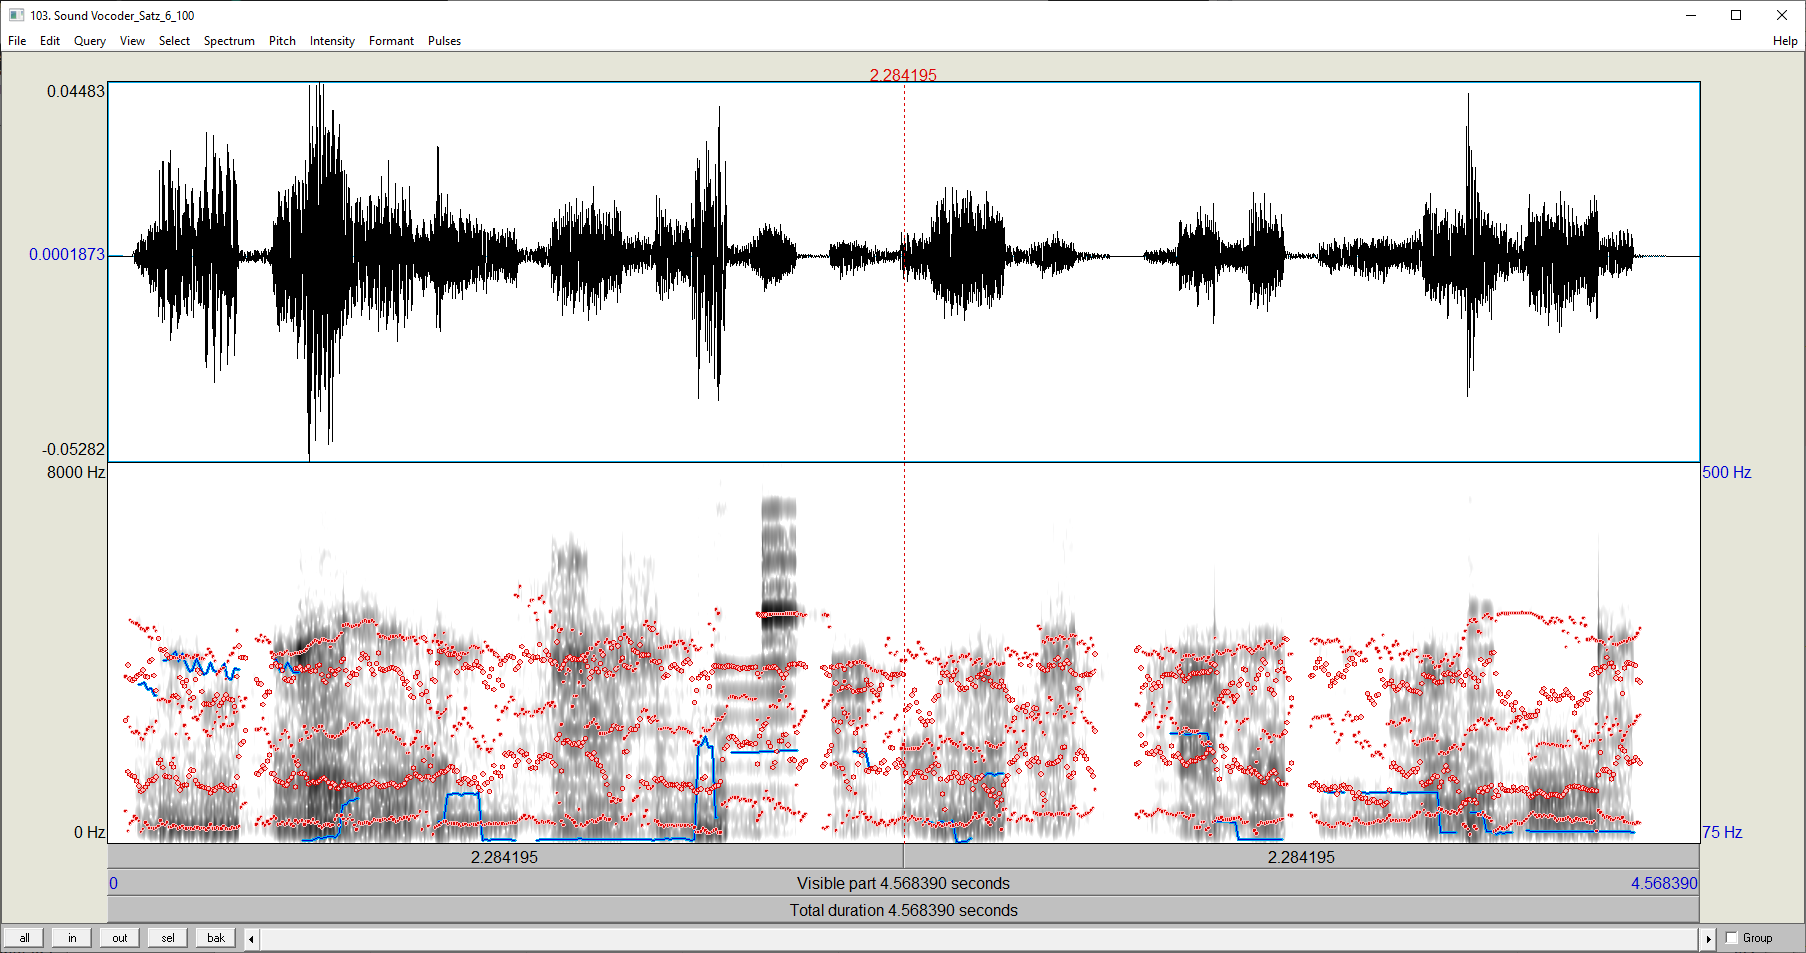 103. Sound Vocoder_Satz_6_100
File Edit Query View Select Spectrum Pitch Intensity Formant Pulses Help
2.284195
0.04483
0.0001873
-0.05282
8000 Hz 500 Hz
0 Hz 75 Hz
2.284195 2.284195
0 Visible part 4.568390 seconds 4.568390
Total duration 4.568390 seconds
all in out sel bak Group